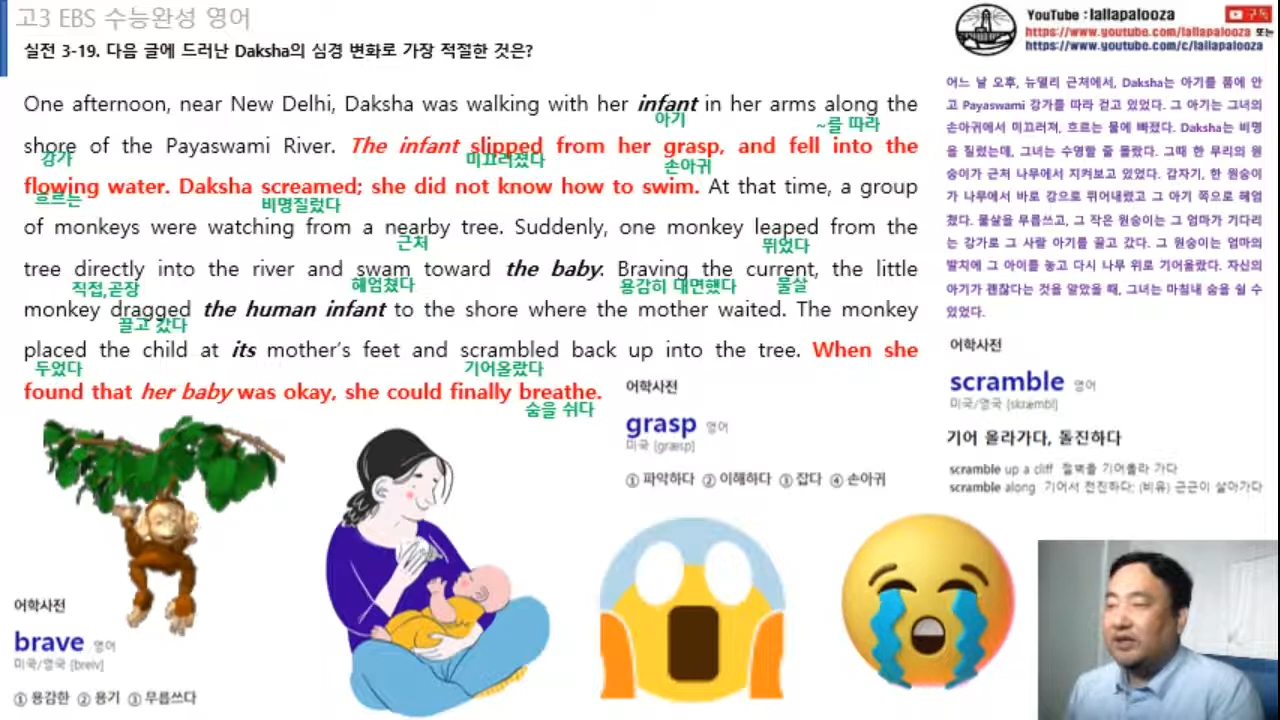 고3 EBS 수능완성 영어
실전 3-19. 다음 글에 드러난 Daksha의 심경 변화로 가장 적절한 것은?
YouTube : lallapalooza
구독
https://www.youtube.com/lallapalooza 또는
https://www.youtube.com/c/lallapalooza
One afternoon, near New Delhi, Daksha was walking with her infant in her arms along the
아기
~를 따라
shore of the Payaswami River. The infant slipped from her grasp, and fell into the
강가
미끄러졌다
손아귀
flowing water. Daksha screamed; she did not know how to swim. At that time, a group
흐르는
비명질렀다
of monkeys were watching from a nearby tree. Suddenly, one monkey leaped from the
근처
뛰었다
tree directly into the river and swam toward the baby. Braving the current, the little
직접,곧장
헤엄쳤다
용감히 대면했다
물살
monkey dragged the human infant to the shore where the mother waited. The monkey
끌고 갔다
placed the child at its mother's feet and scrambled back up into the tree. When she
두었다
기어올랐다
found that her baby was okay, she could finally breathe.
숨을 쉬다
어느 날 오후, 뉴델리 근처에서, Daksha는 아기를 품에 안
고 Payaswami 강가를 따라 걷고 있었다. 그 아기는 그녀의
손아귀에서 미끄러져, 흐르는 물에 빠졌다. Daksha는 비명
을 질렀는데, 그녀는 수영할 줄 몰랐다. 그때 한 무리의 원
숭이가 근처 나무에서 지켜보고 있었다. 갑자기, 한 원숭이
가 나무에서 바로 강으로 뛰어내렸고 그 아기 쪽으로 헤엄
쳤다. 물살을 무릅쓰고, 그 작은 원숭이는 그 엄마가 기다리
는 강가로 그 사람 아기를 끌고 갔다. 그 원숭이는 엄마의
발치에 그 아이를 놓고 다시 나무 위로 기어올랐다. 자신의
아기가 괜찮다는 것을 알았을 때, 그녀는 마침내 숨을 쉴 수
있었다.
어학사전
scramble 영어
미국/영국 [skræmbl]
기어 올라가다, 돌진하다
scramble up a cliff 절벽을 기어올라 가다
scramble along 기어서 전진하다; (비유) 근근이 살아가다
어학사전
grasp 영어
미국 [græsp]
① 파악하다 ② 이해하다 ③ 잡다 ④ 손아귀
어학사전
brave 영어
미국/영국 [breiv]
① 용감한 ② 용기 ③ 무릅쓰다